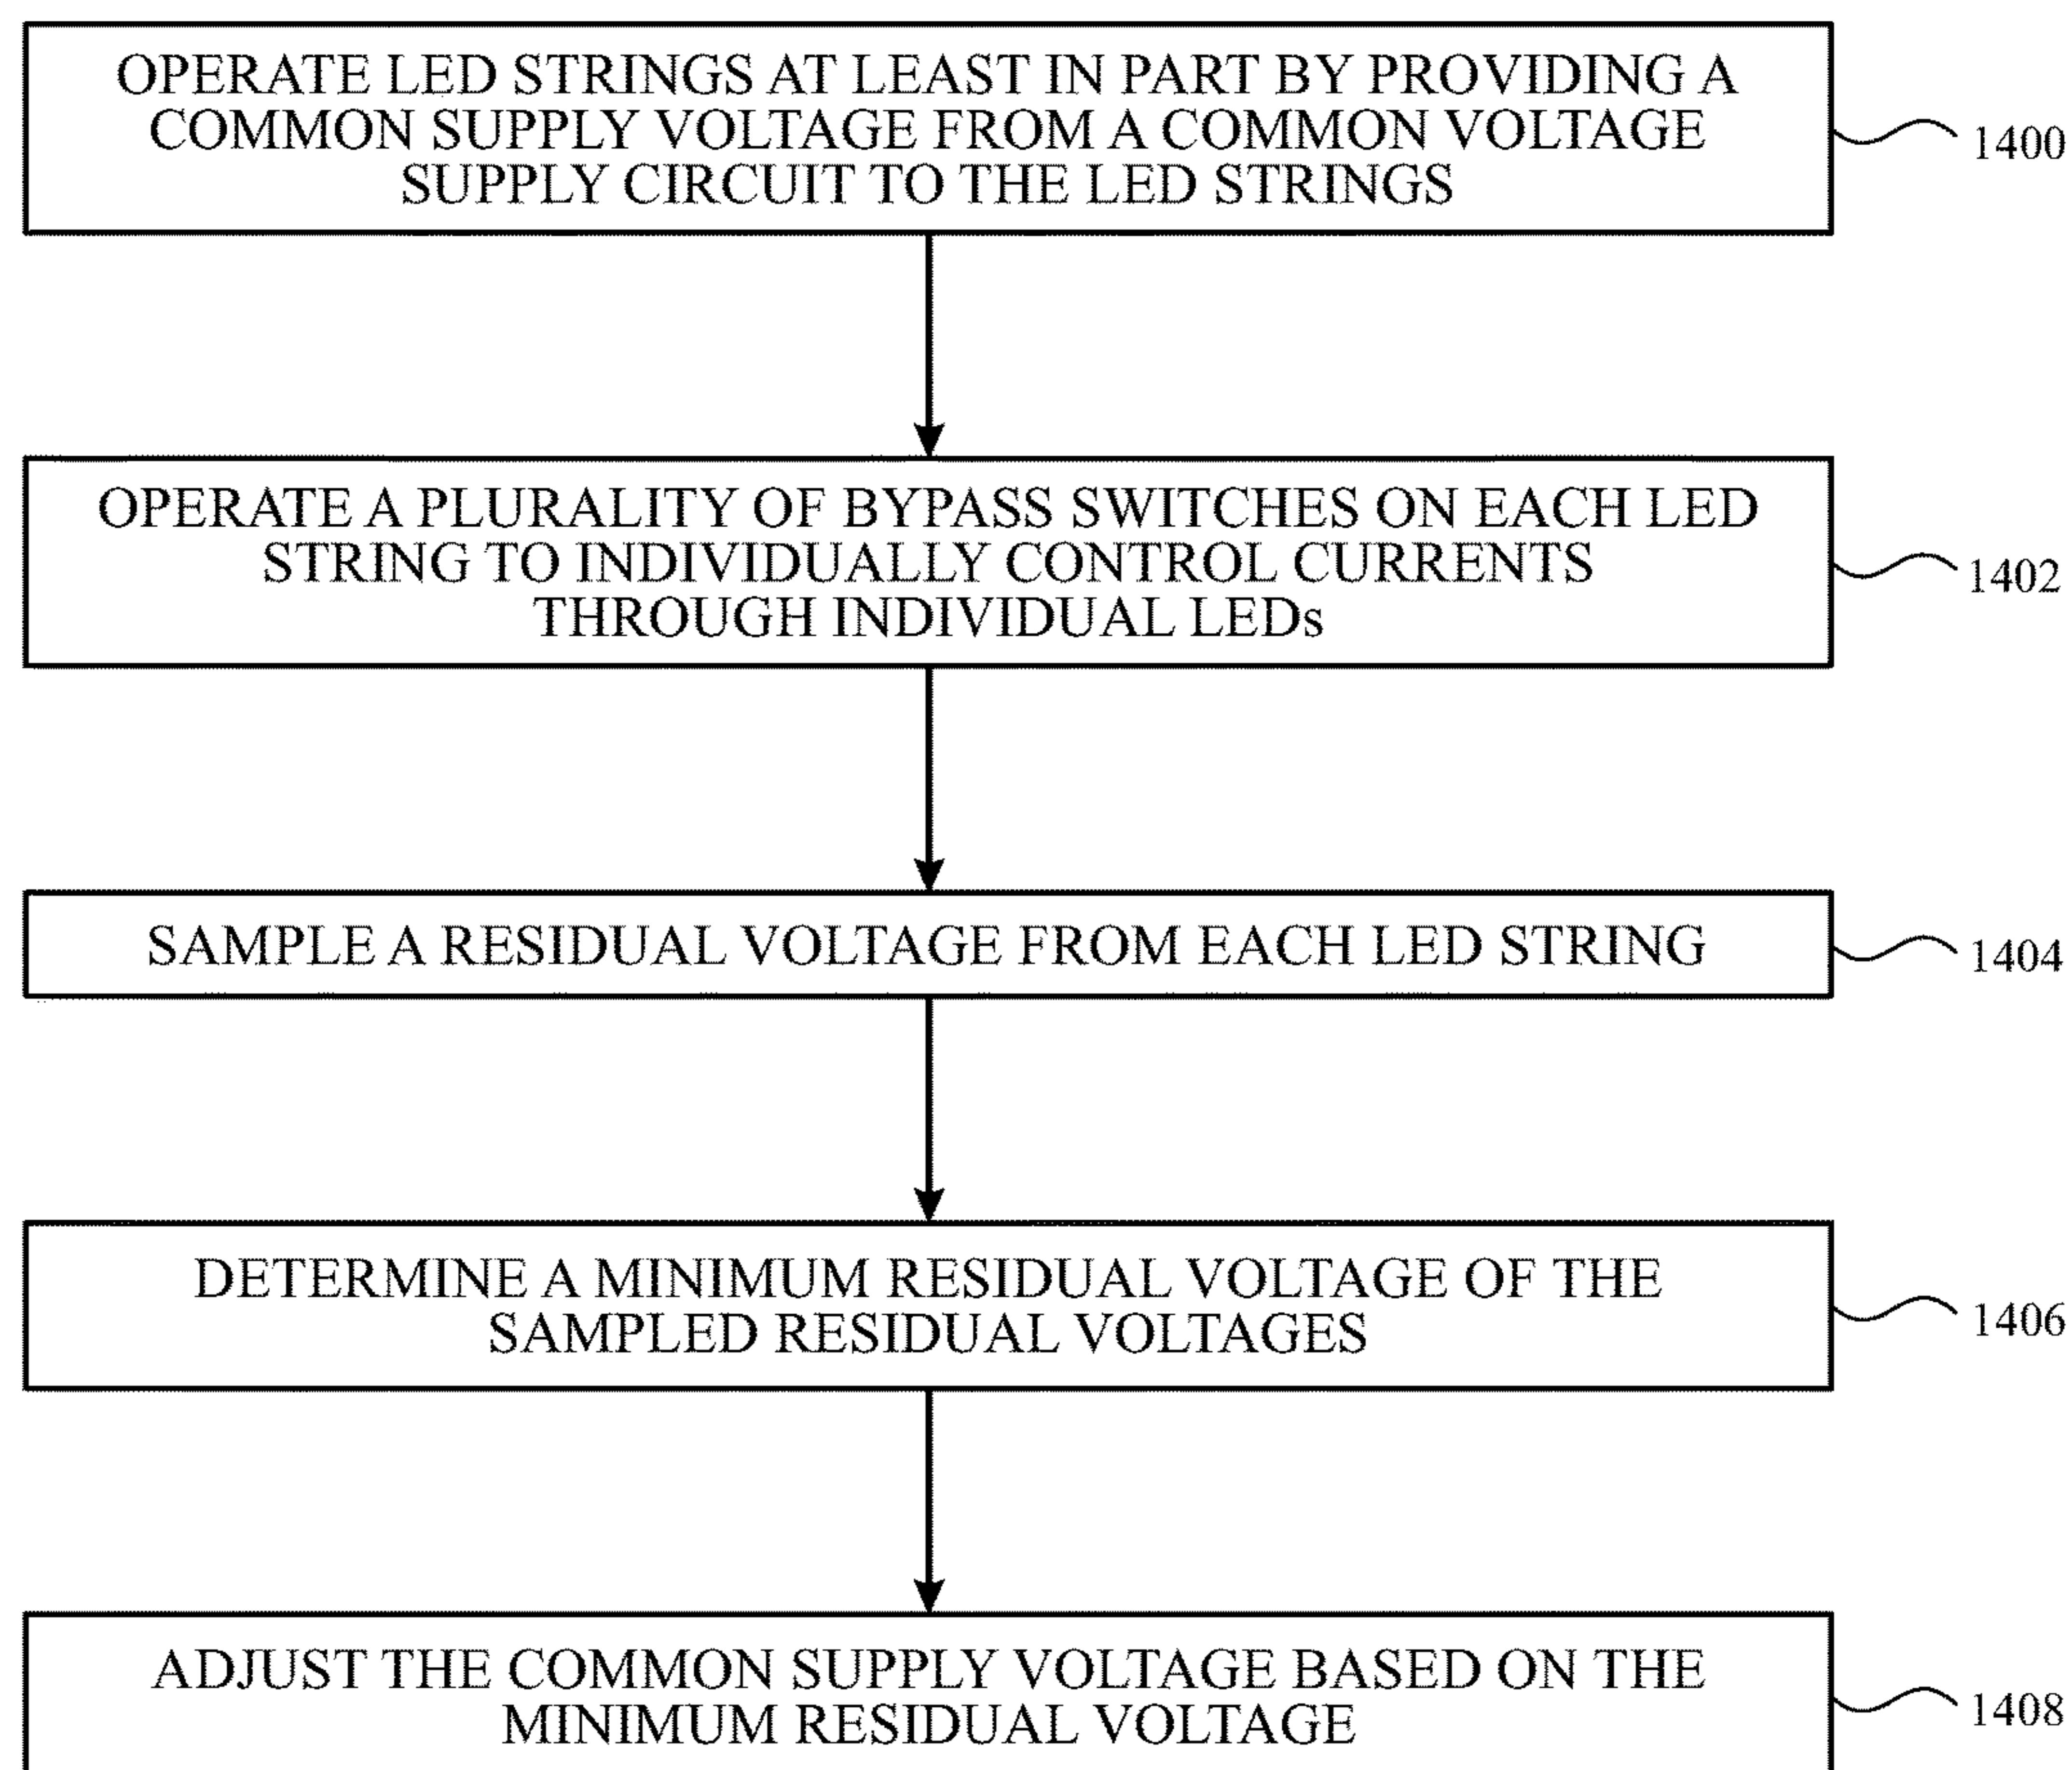 OPERATE LED STRINGS AT LEAST IN PART BY PROVIDING A
COMMON SUPPLY VOLTAGE FROM A COMMON VOLTAGE
SUPPLY CIRCUIT TO THE LED STRINGS
1400
OPERATE A PLURALITY OF BYPASS SWITCHES ON EACH LED
STRING TO INDIVIDUALLY CONTROL CURRENTS
THROUGH INDIVIDUAL LEDs
1402
SAMPLE A RESIDUAL VOLTAGE FROM EACH LED STRING
1404
DETERMINE A MINIMUM RESIDUAL VOLTAGE OF THE
SAMPLED RESIDUAL VOLTAGES
1406
ADJUST THE COMMON SUPPLY VOLTAGE BASED ON THE
MINIMUM RESIDUAL VOLTAGE
1408